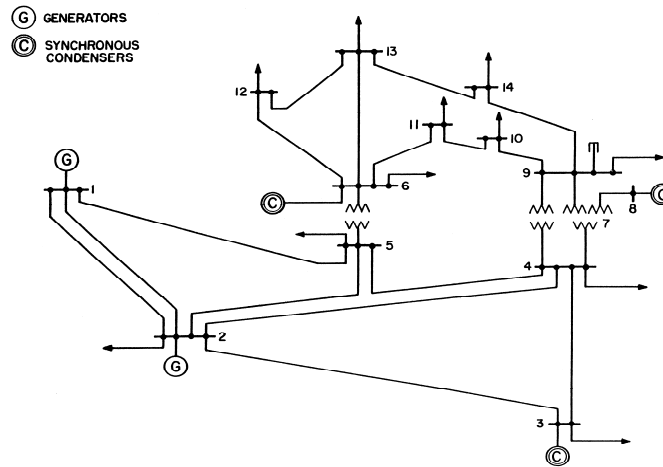 G GENERATORS
C SYNCHRONOUS
CONDENSERS
13
12
14
11
10
G
9
1
C
6
8
C
7
5
4
2
G
3
C